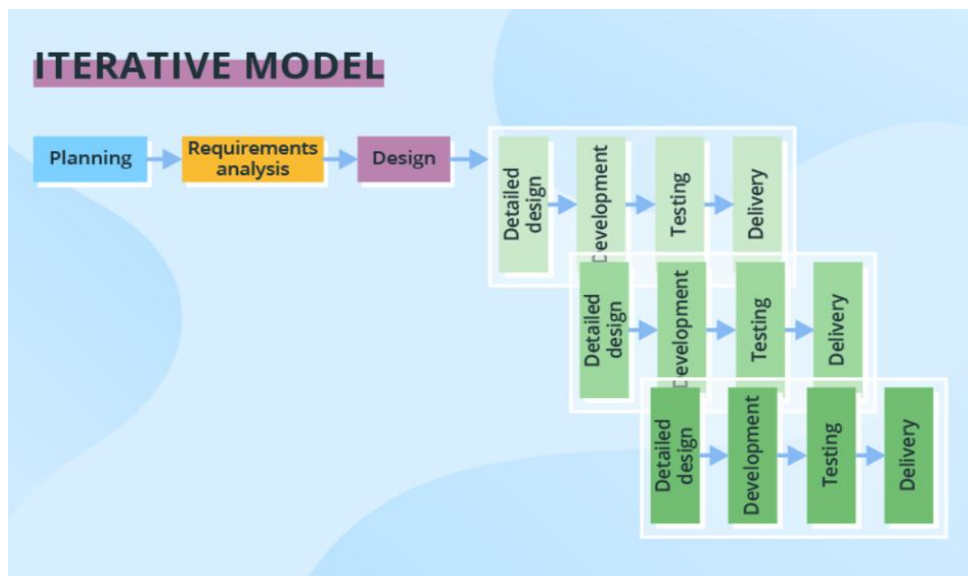 ITERATIVE MODEL
Planning
Requirements
analysis
Design
Detailed
design
Development
Testing
Delivery
Detailed
design
Development
Testing
Delivery
Detailed
design
Development
Testing
Delivery